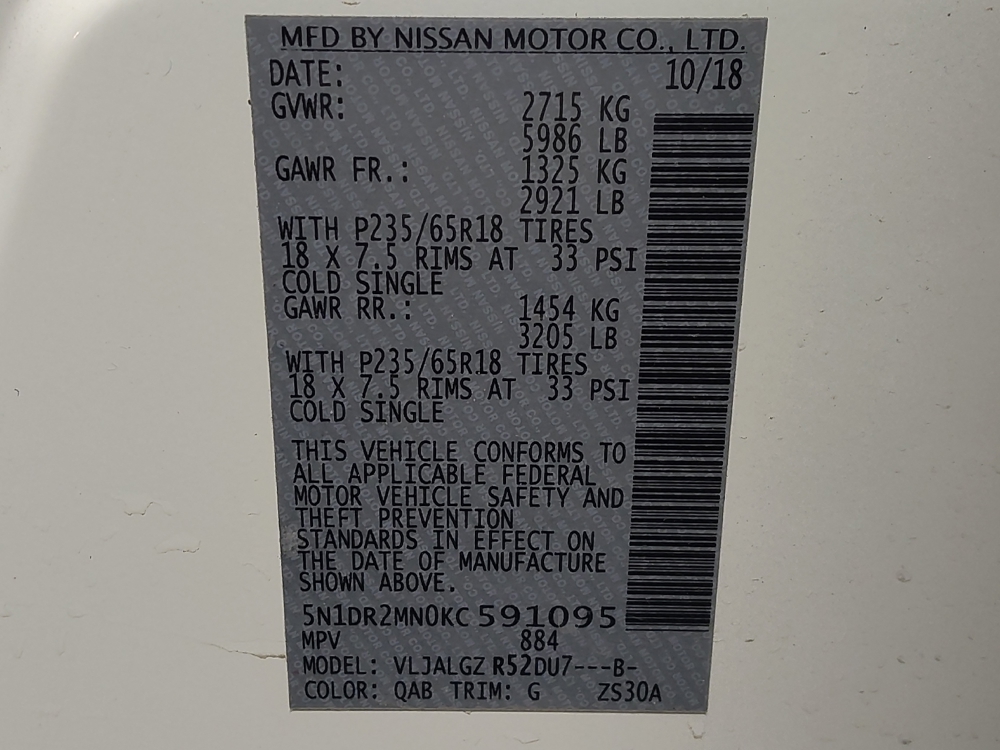 MFD BY NISSAN MOTOR CO., LTD.
DATE: 10/18
GVWR: 2715 KG
5986 LB
GAWR FR.: 1325 KG
2921 LB
WITH P235/65R18 TIRES
18 X 7.5 RIMS AT 33 PSI
COLD SINGLE
GAWR RR.: 1454 KG
3205 LB
WITH P235/65R18 TIRES
18 X 7.5 RIMS AT 33 PSI
COLD SINGLE
THIS VEHICLE CONFORMS TO
ALL APPLICABLE FEDERAL
MOTOR VEHICLE SAFETY AND
THEFT PREVENTION
STANDARDS IN EFFECT ON
THE DATE OF MANUFACTURE
SHOWN ABOVE.
5N1DR2MN0KC591095
MPV 884
MODEL: VLJALGZ R52DU7---B-
COLOR: QAB TRIM: G ZS30A